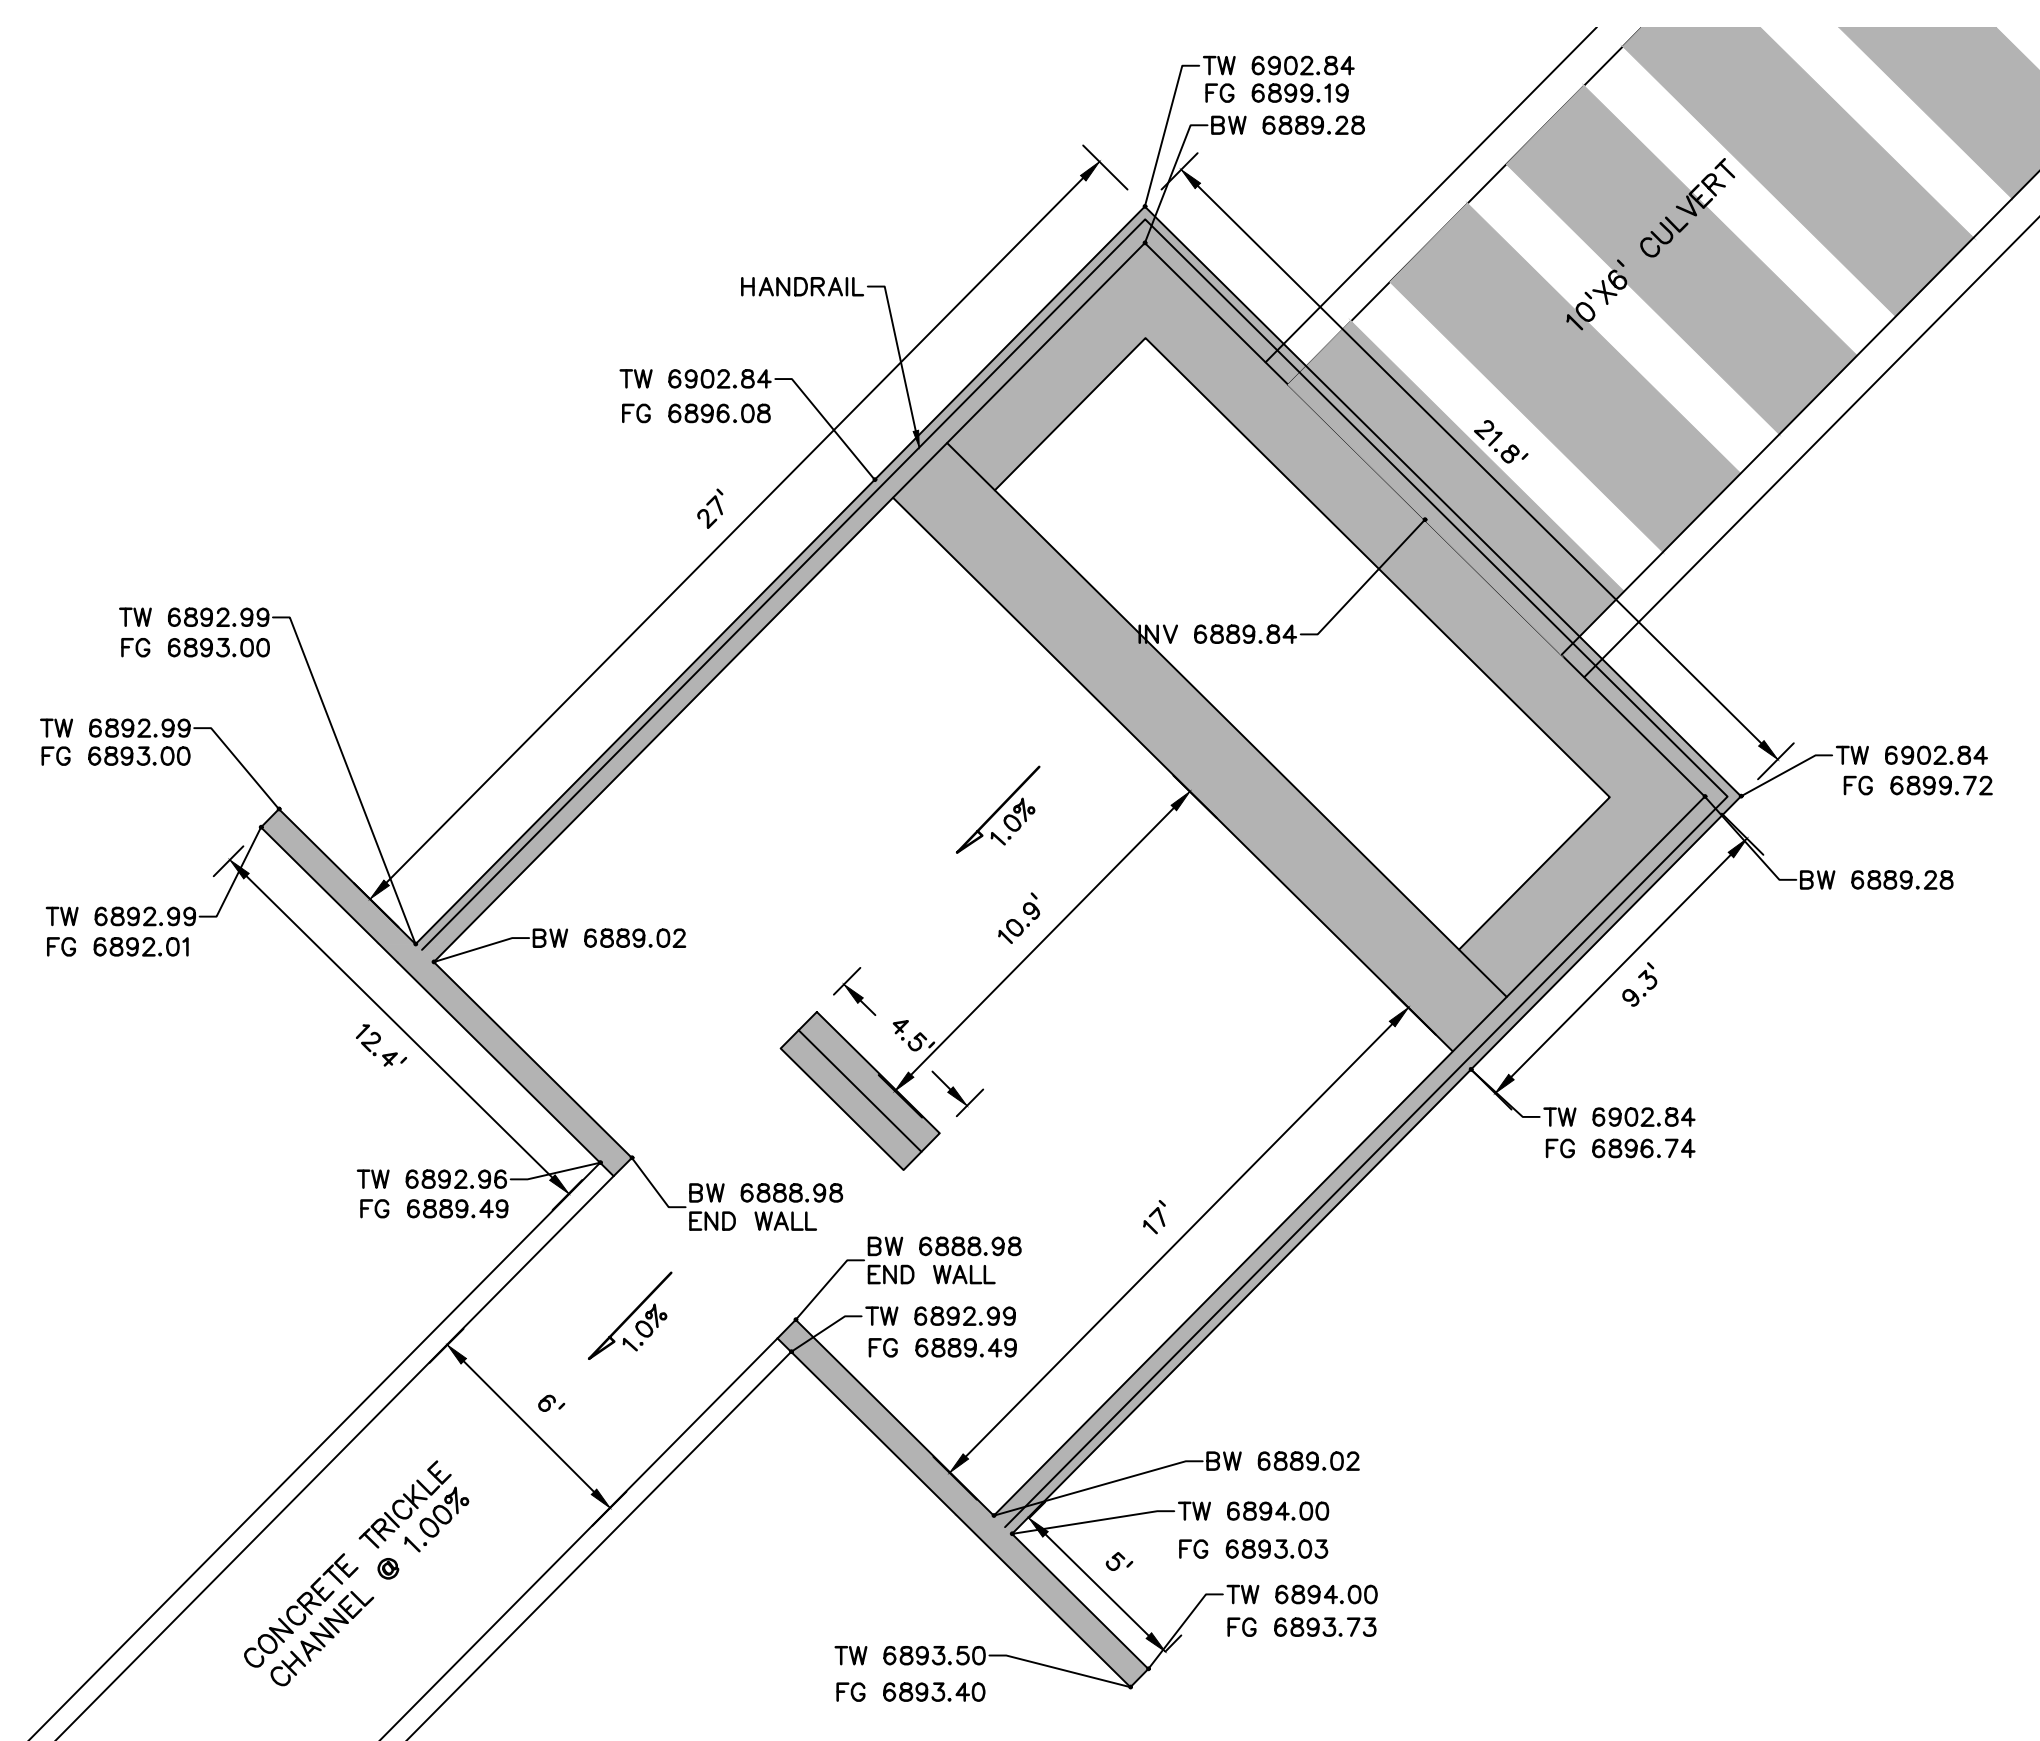 TW 6902.84
FG 6899.19
BW 6889.28
10'X6' CULVERT
HANDRAIL
TW 6902.84
FG 6896.08
21.8'
27'
TW 6892.99
FG 6893.00
INV 6889.84
TW 6892.99
FG 6893.00
TW 6902.84
FG 6899.72
1.0%
BW 6889.28
TW 6892.99
FG 6892.01
BW 6889.02
10.9'
9.3'
12.4'
4.5'
TW 6902.84
FG 6896.74
TW 6892.96
FG 6889.49
BW 6888.98
END WALL
17'
BW 6888.98
END WALL
TW 6892.99
FG 6889.49
1.0%
6'
BW 6889.02
CONCRETE TRICKLE
CHANNEL @ 1.00%
TW 6894.00
FG 6893.03
5'
TW 6894.00
FG 6893.73
TW 6893.50
FG 6893.40